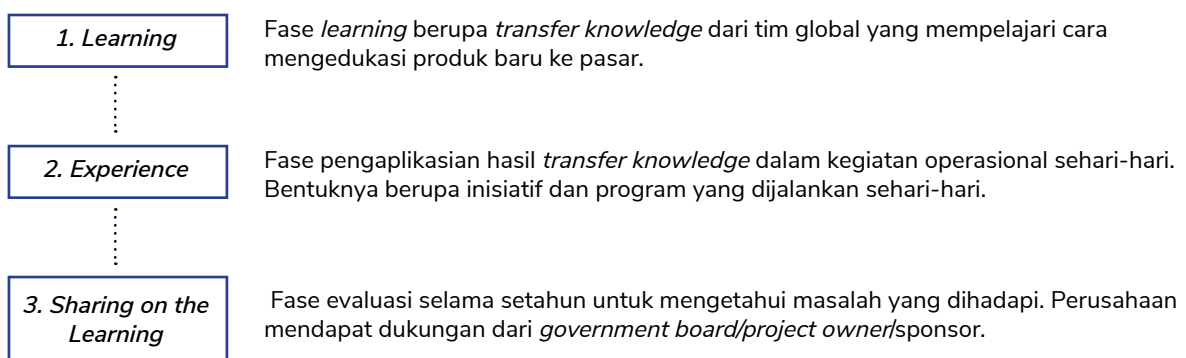 1. Learning
Fase learning berupa transfer knowledge dari tim global yang mempelajari cara
mengedukasi produk baru ke pasar.
2. Experience
Fase pengaplikasian hasil transfer knowledge dalam kegiatan operasional sehari-hari.
Bentuknya berupa inisiatif dan program yang dijalankan sehari-hari.
3. Sharing on the
Learning
Fase evaluasi selama setahun untuk mengetahui masalah yang dihadapi. Perusahaan
mendapat dukungan dari government board/project owner/sponsor.